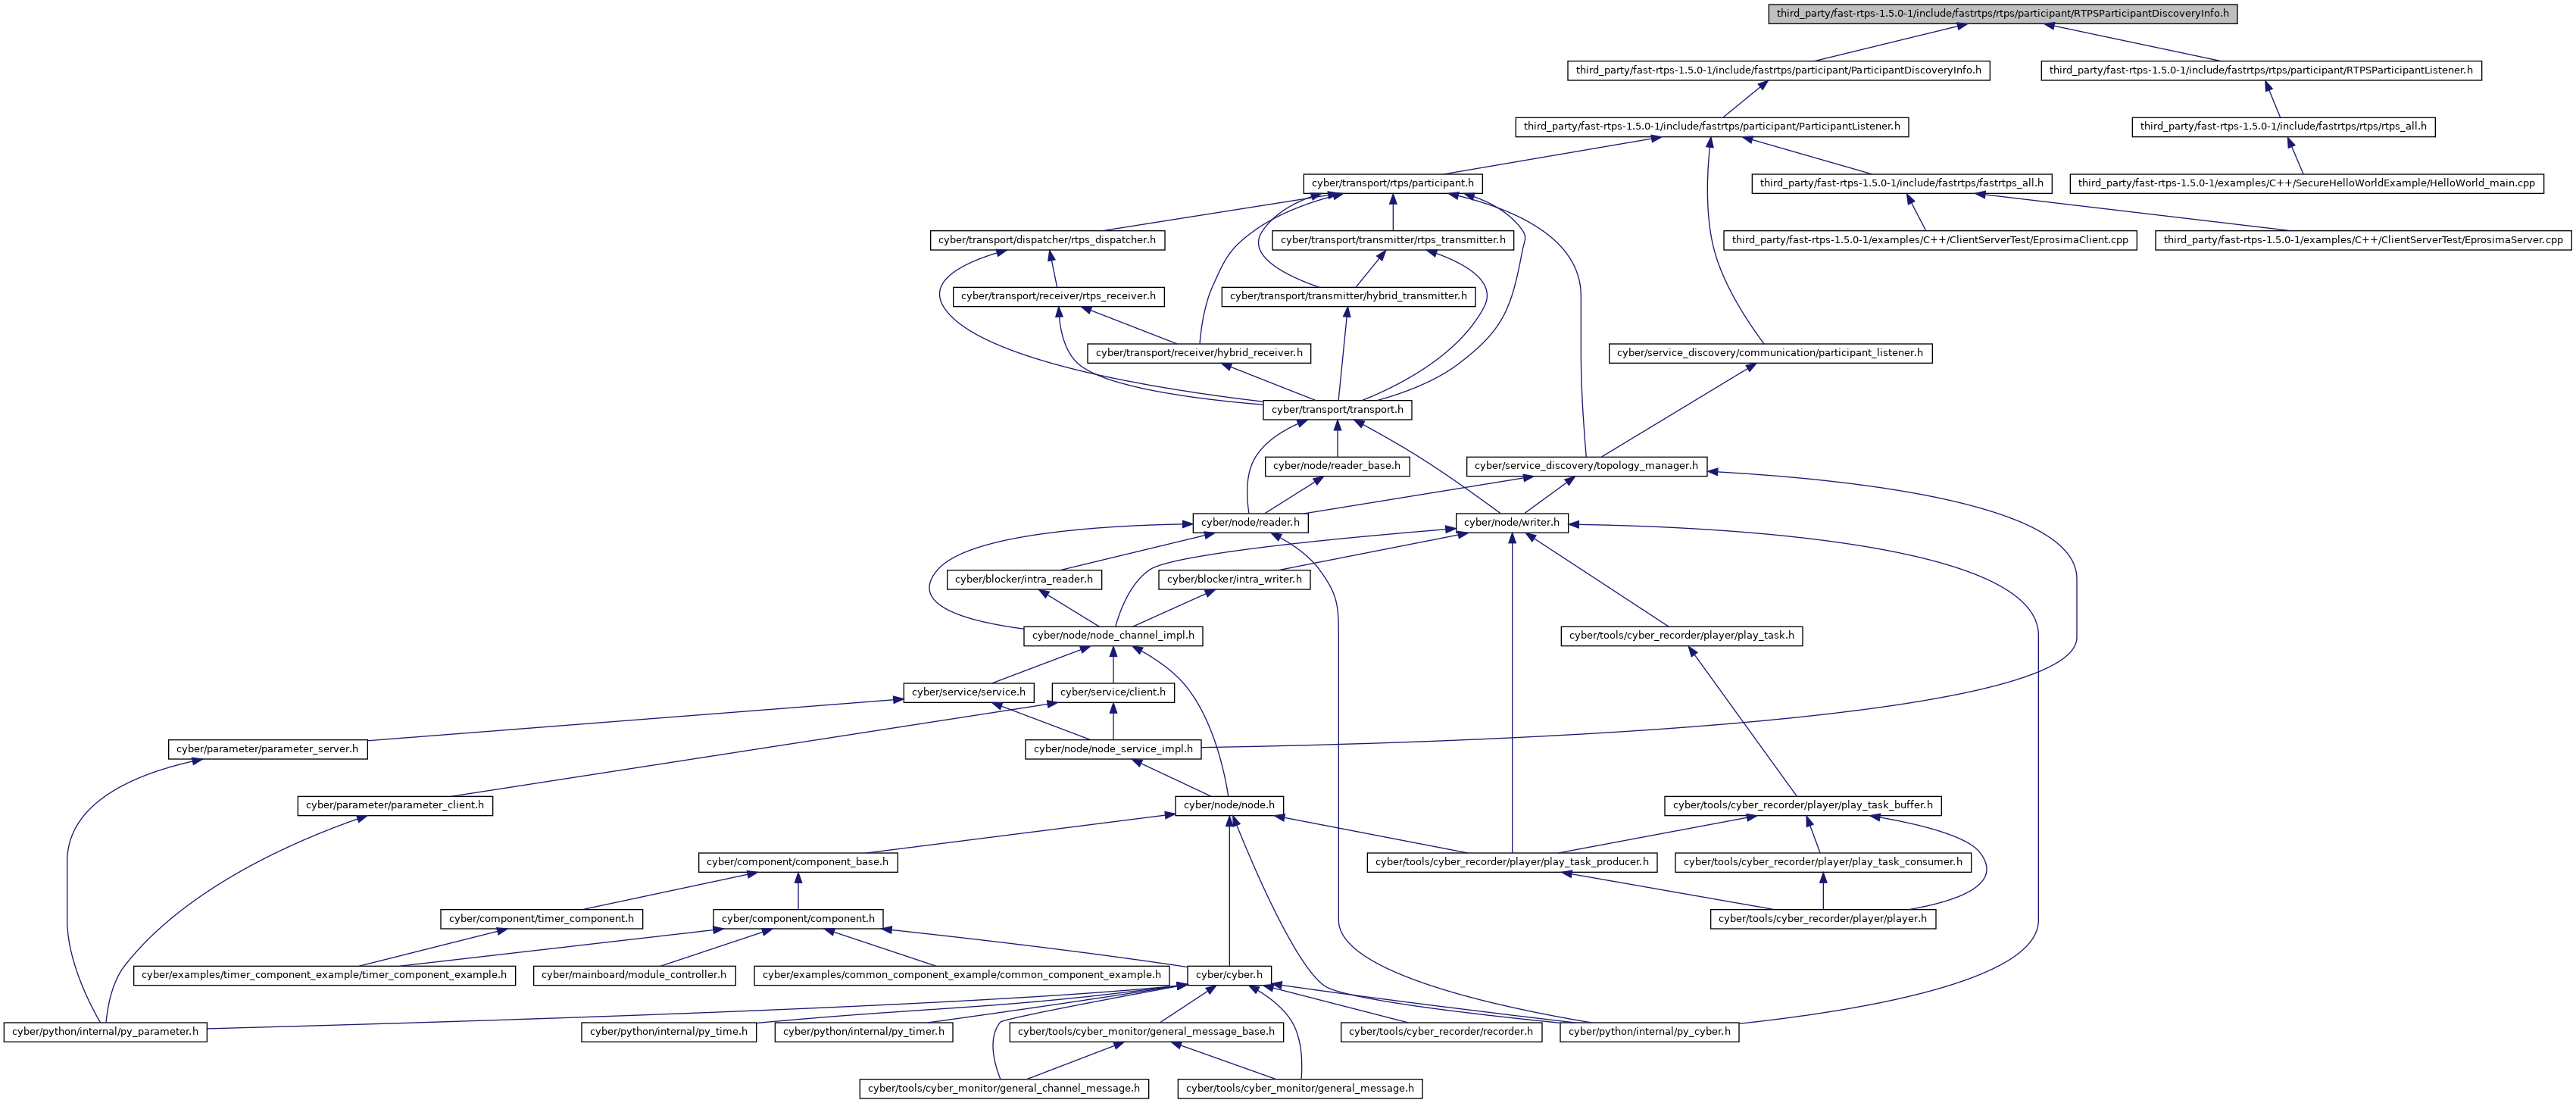 third_party/fast-rtps-1.5.0-1/include/fastrtps/rtps/participant/RTPSParticipantDiscoveryInfo.h
third_party/fast-rtps-1.5.0-1/include/fastrtps/participant/ParticipantDiscoveryInfo.h
third_party/fast-rtps-1.5.0-1/include/fastrtps/rtps/participant/RTPSParticipantListener.h
third_party/fast-rtps-1.5.0-1/include/fastrtps/participant/ParticipantListener.h
third_party/fast-rtps-1.5.0-1/include/fastrtps/rtps/rtps_all.h
cyber/transport/rtps/participant.h
third_party/fast-rtps-1.5.0-1/include/fastrtps/fastrtps_all.h
third_party/fast-rtps-1.5.0-1/examples/C++/SecureHelloWorldExample/HelloWorld_main.cpp
cyber/transport/dispatcher/rtps_dispatcher.h
cyber/transport/transmitter/rtps_transmitter.h
third_party/fast-rtps-1.5.0-1/examples/C++/ClientServerTest/EprosimaClient.cpp
third_party/fast-rtps-1.5.0-1/examples/C++/ClientServerTest/EprosimaServer.cpp
cyber/transport/receiver/rtps_receiver.h
cyber/transport/transmitter/hybrid_transmitter.h
cyber/transport/receiver/hybrid_receiver.h
cyber/service_discovery/communication/participant_listener.h
cyber/transport/transport.h
cyber/node/reader_base.h
cyber/service_discovery/topology_manager.h
cyber/node/reader.h
cyber/node/writer.h
cyber/blocker/intra_reader.h
cyber/blocker/intra_writer.h
cyber/node/node_channel_impl.h
cyber/tools/cyber_recorder/player/play_task.h
cyber/service/service.h
cyber/service/client.h
cyber/parameter/parameter_server.h
cyber/node/node_service_impl.h
cyber/parameter/parameter_client.h
cyber/node/node.h
cyber/tools/cyber_recorder/player/play_task_buffer.h
cyber/component/component_base.h
cyber/tools/cyber_recorder/player/play_task_producer.h
cyber/tools/cyber_recorder/player/play_task_consumer.h
cyber/component/timer_component.h
cyber/component/component.h
cyber/tools/cyber_recorder/player/player.h
cyber/examples/timer_component_example/timer_component_example.h
cyber/mainboard/module_controller.h
cyber/examples/common_component_example/common_component_example.h
cyber/cyber.h
cyber/python/internal/py_parameter.h
cyber/python/internal/py_time.h
cyber/python/internal/py_timer.h
cyber/tools/cyber_monitor/general_message_base.h
cyber/tools/cyber_recorder/recorder.h
cyber/python/internal/py_cyber.h
cyber/tools/cyber_monitor/general_channel_message.h
cyber/tools/cyber_monitor/general_message.h